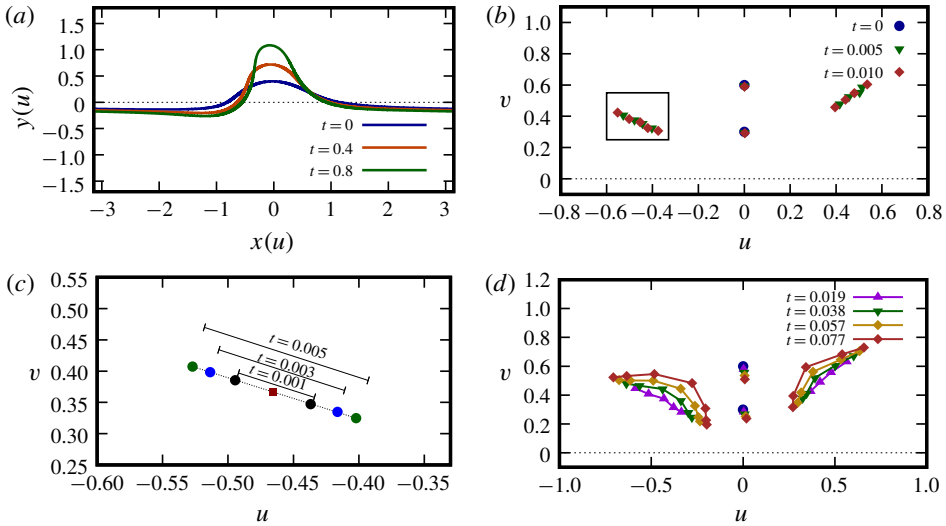 (a)
y(u)
1.5
1.0
0.5
0
−0.5
−1.0
−1.5
t = 0
t = 0.4
t = 0.8
−3 −2 −1 0 1 2 3
x(u)
(b)
v
1.0
0.8
0.6
0.4
0.2
0
t = 0
t = 0.005
t = 0.010
−0.8 −0.6 −0.4 −0.2 0 0.2 0.4 0.6 0.8
u
(c)
v
0.55
0.50
0.45
0.40
0.35
0.30
0.25
t = 0.005
t = 0.003
t = 0.001
−0.60 −0.55 −0.50 −0.45 −0.40 −0.35
u
(d)
v
1.2
1.0
0.8
0.6
0.4
0.2
0
t = 0.019
t = 0.038
t = 0.057
t = 0.077
−1.0 −0.5 0 0.5 1.0
u